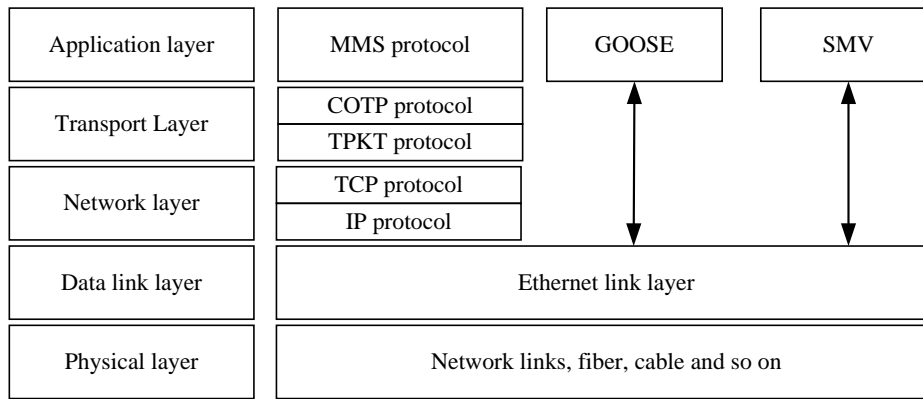 Application layer
MMS protocol
GOOSE
SMV
Transport Layer
COTP protocol
TPKT protocol
Network layer
TCP protocol
IP protocol
Data link layer
Ethernet link layer
Physical layer
Network links, fiber, cable and so on